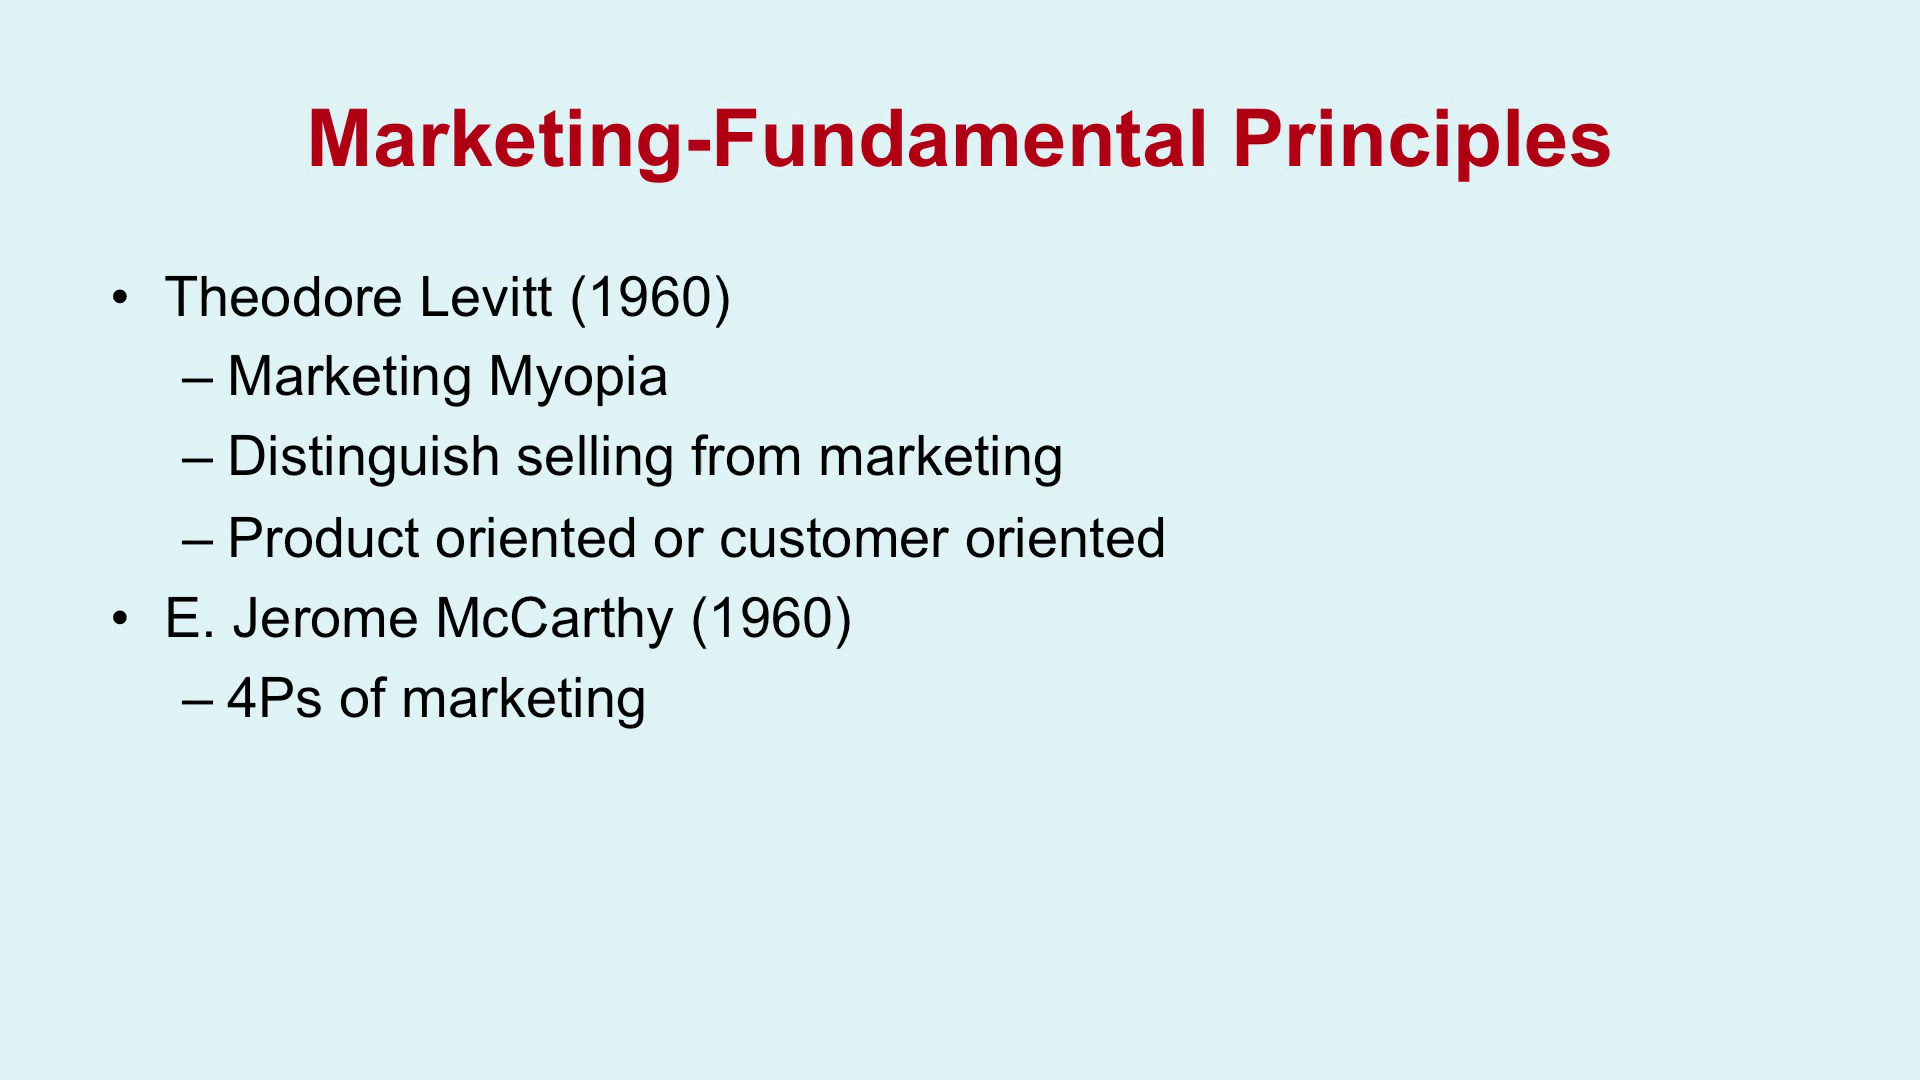 Marketing-Fundamental Principles
• Theodore Levitt (1960)
– Marketing Myopia
– Distinguish selling from marketing
– Product oriented or customer oriented
• E. Jerome McCarthy (1960)
– 4Ps of marketing